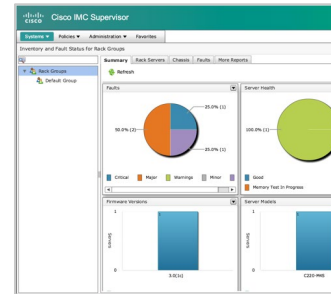 cisco Cisco IMC Supervisor
Systems Policies Administration Favorites
Inventory and Fault Status for Rack Groups
Rack Groups
Default Group
Summary Rack Servers Chassis Faults More Reports
Refresh
Faults
50.0% (2)
25.0% (1)
25.0% (1)
Critical Major Warnings Minor
Server Health
100.0% (1)
Good
Memory Test In Progress
Firmware Versions
1
Servers
0
3.0(1c)
Server Models
1
Servers
0
C220-M4S